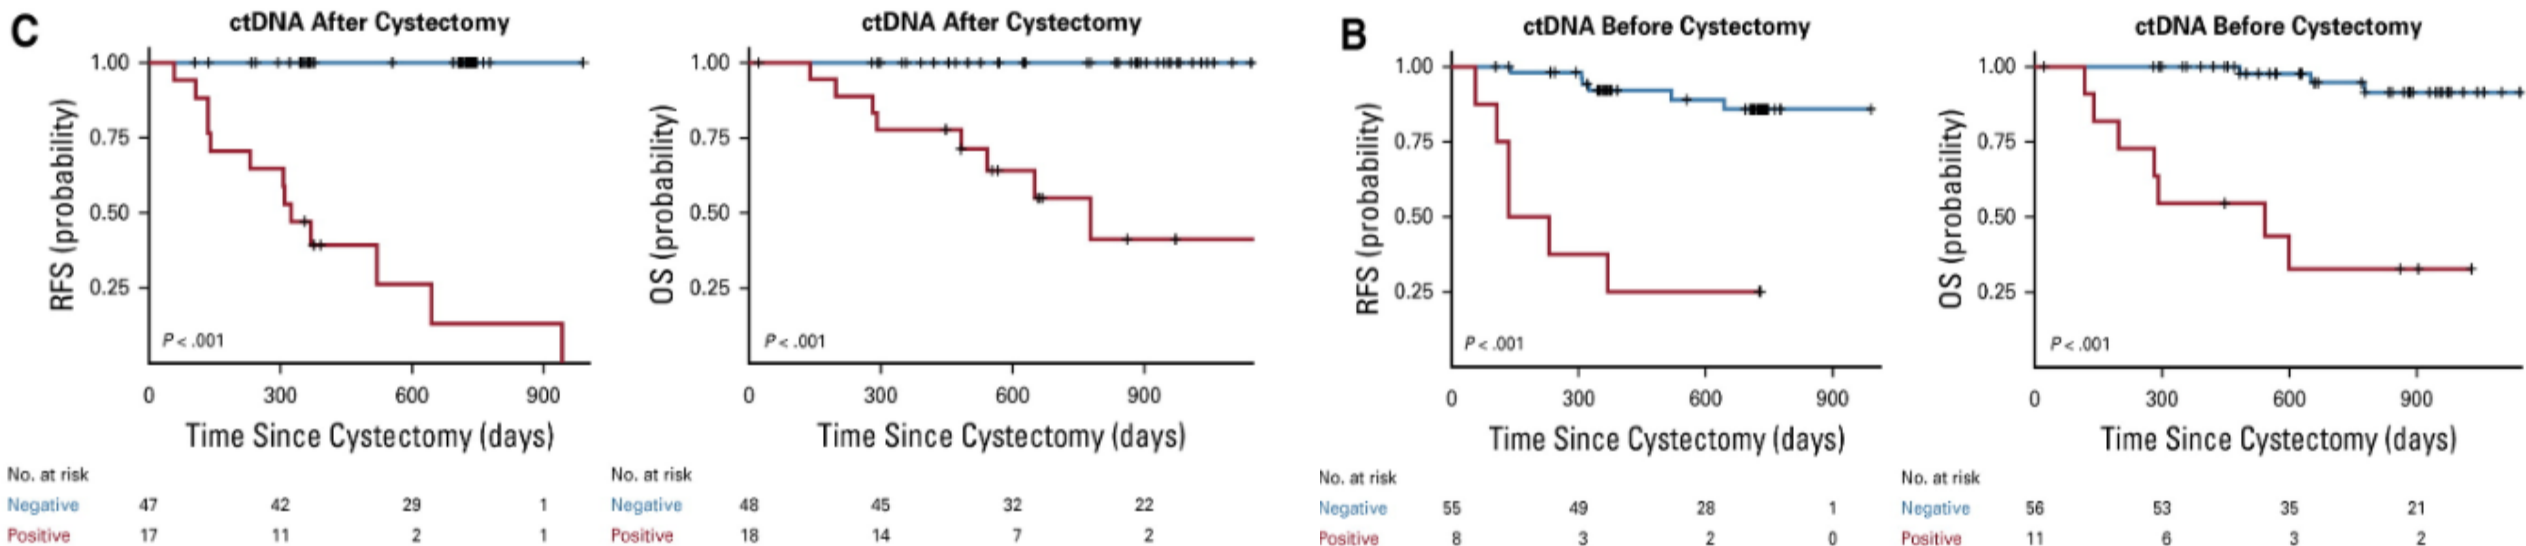 C
ctDNA After Cystectomy
RFS (probability)
1.00
0.75
0.50
0.25
P < .001
0 300 600 900
Time Since Cystectomy (days)
No. at risk
Negative 47 42 29 1
Positive 17 11 2 1
ctDNA After Cystectomy
OS (probability)
1.00
0.75
0.50
0.25
P < .001
0 300 600 900
Time Since Cystectomy (days)
No. at risk
Negative 48 45 32 22
Positive 18 14 7 2
B
ctDNA Before Cystectomy
RFS (probability)
1.00
0.75
0.50
0.25
P < .001
0 300 600 900
Time Since Cystectomy (days)
No. at risk
Negative 55 49 28 1
Positive 8 3 2 0
ctDNA Before Cystectomy
OS (probability)
1.00
0.75
0.50
0.25
P < .001
0 300 600 900
Time Since Cystectomy (days)
No. at risk
Negative 56 53 35 21
Positive 11 6 3 2